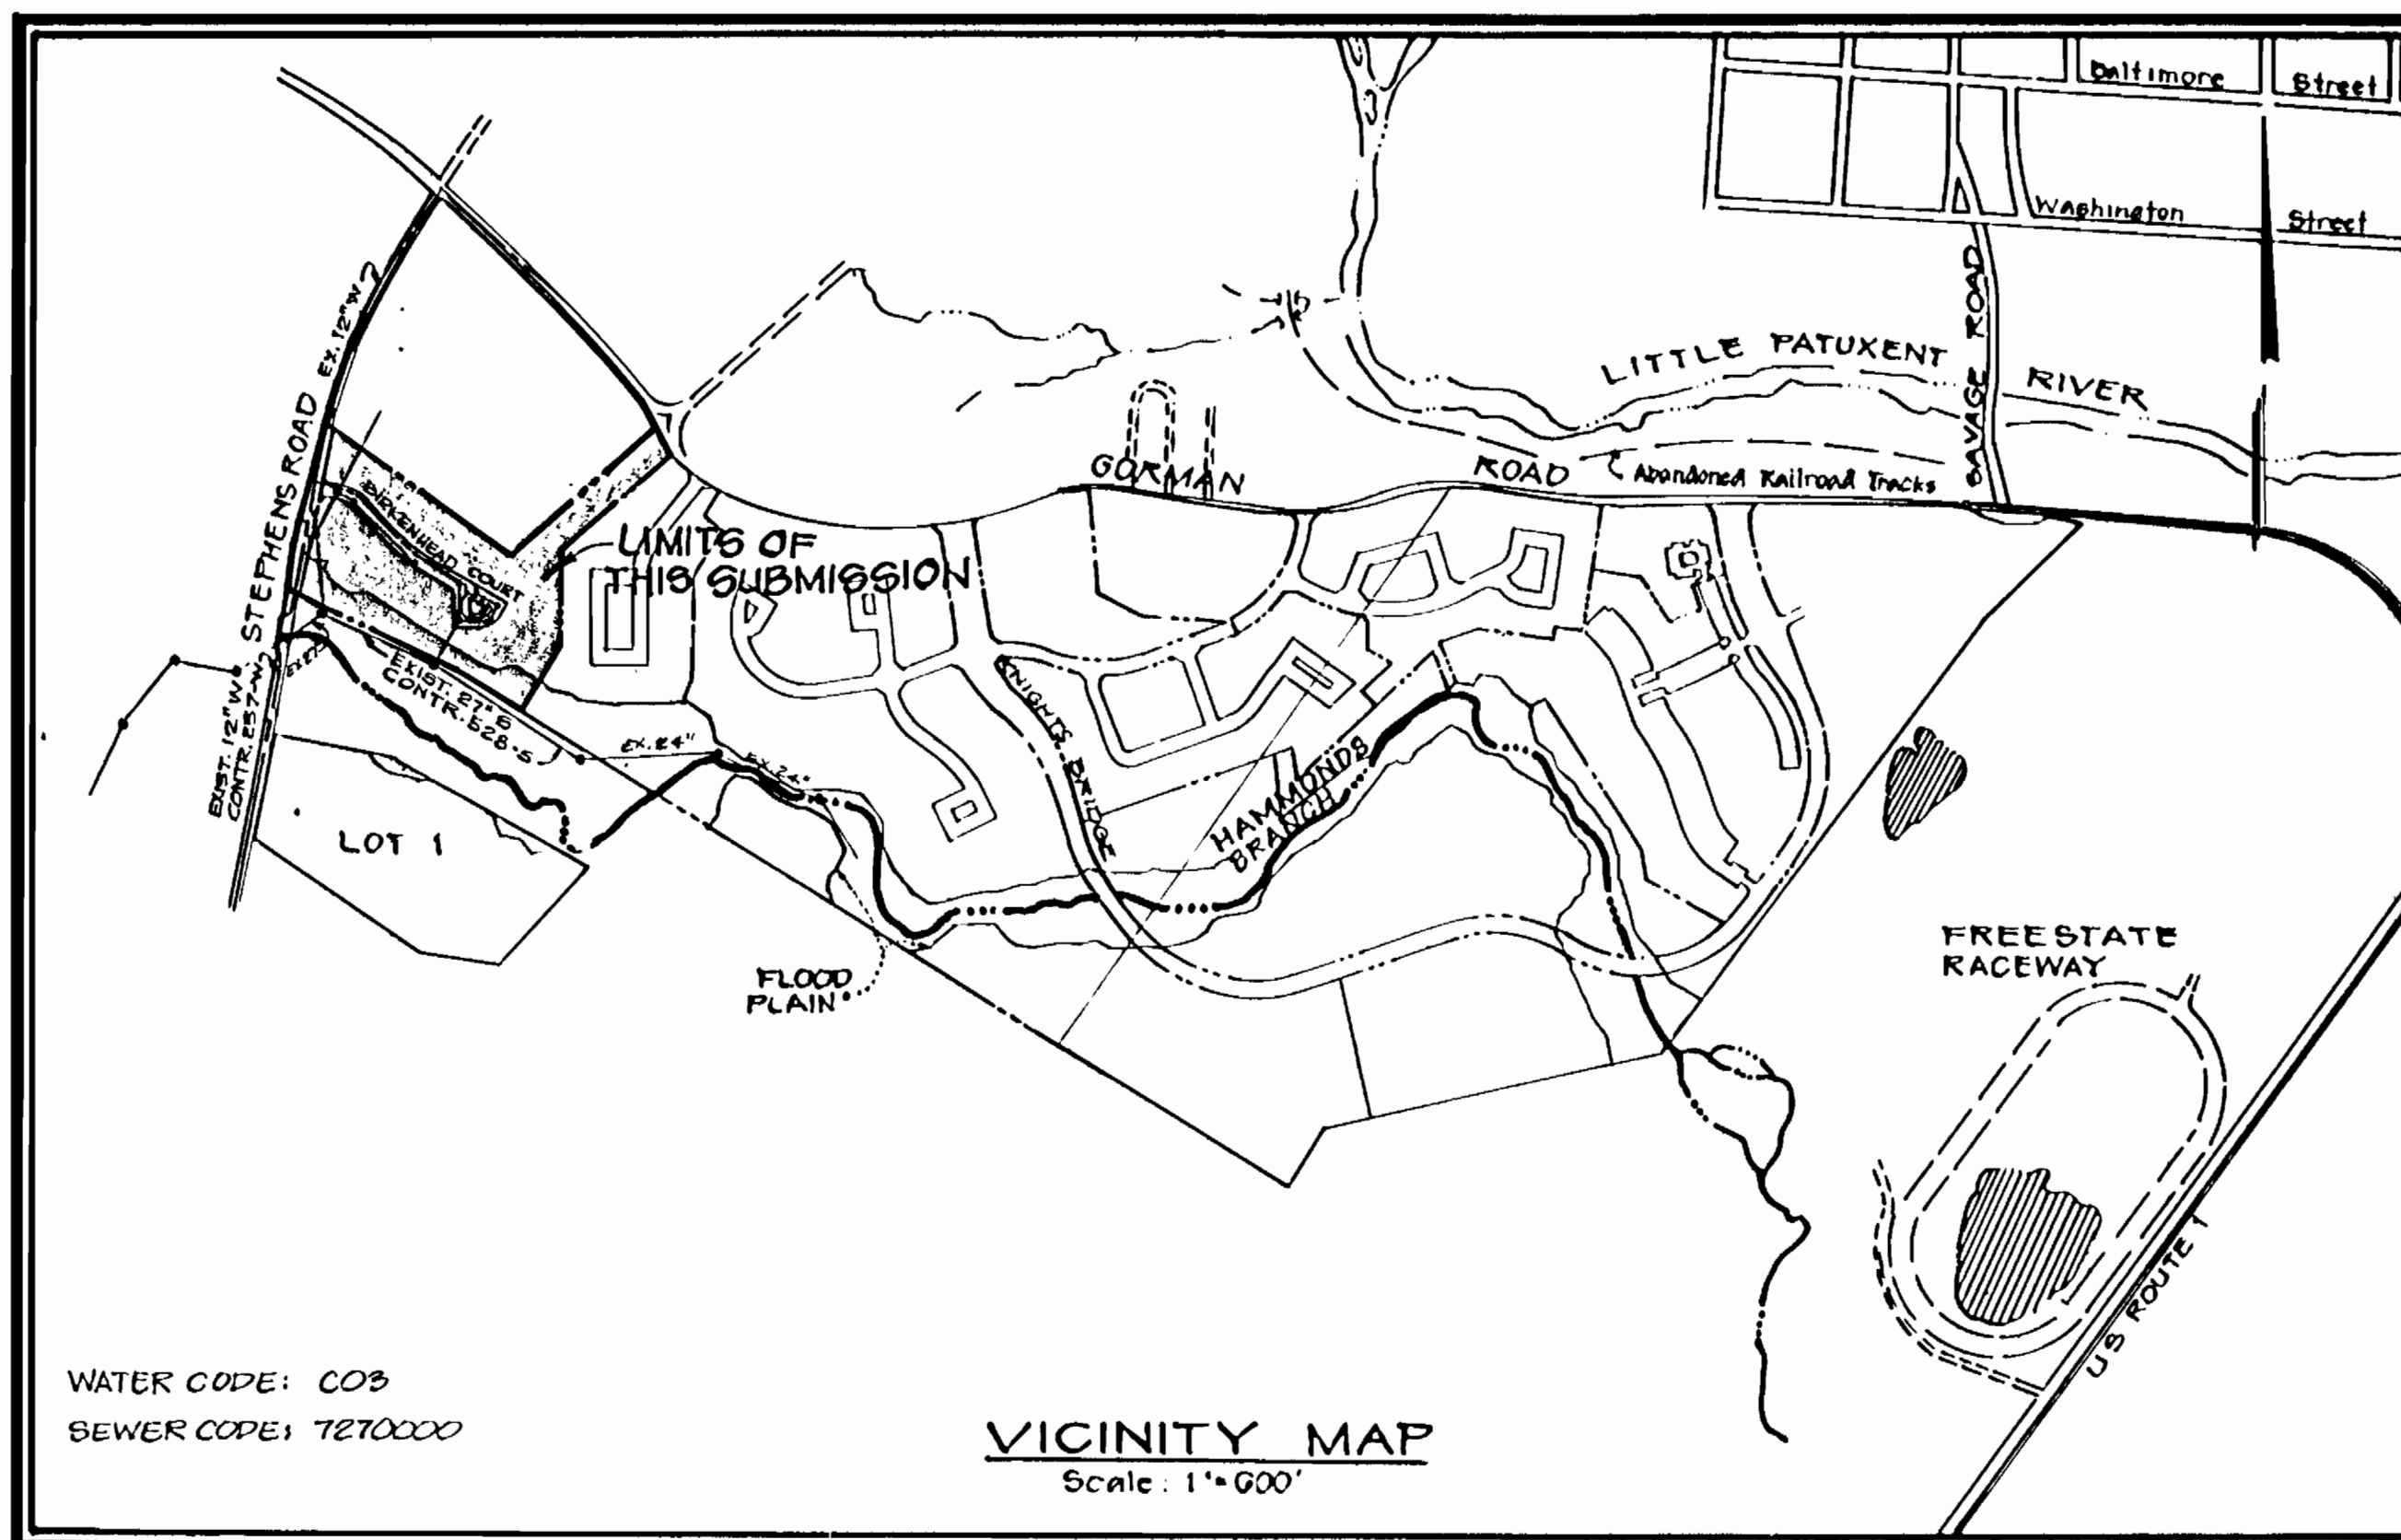 Baltimore Street
Washington Street
SAVAGE ROAD
LITTLE PATUXENT RIVER
Abandoned Railroad Tracks
GORMAN ROAD
STEPHENS ROAD
EX. 12" W
BIRKENHEAD COURT
LIMITS OF
THIS SUBMISSION
EXIST. 27" S
CONTR. 528-S
EXIST. 12" W
CONTR. 257-W
EX. 24"
EX. 24"
KNIGHTS BRIDGE
HAMMONDS
BRANCH
LOT 1
FLOOD
PLAIN
FREESTATE
RACEWAY
US ROUTE 1
WATER CODE: C03
SEWER CODE: 7270000
VICINITY MAP
Scale: 1"=600'